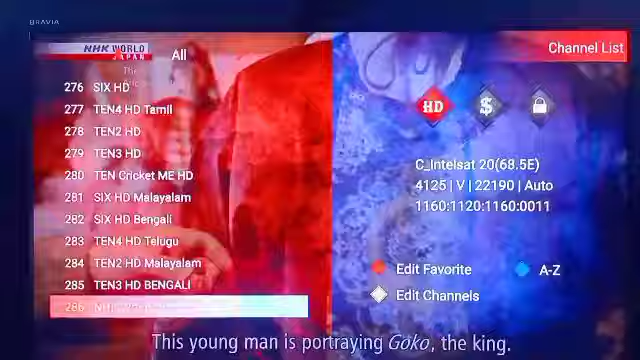 BRAVIA
NHK WORLD
JAPAN
All
Channel List
276 SIX HD
277 TEN4 HD Tamil
278 TEN2 HD
279 TEN3 HD
280 TEN Cricket ME HD
281 SIX HD Malayalam
282 SIX HD Bengali
283 TEN4 HD Telugu
284 TEN2 HD Malayalam
285 TEN3 HD BENGALI
286
HD
$
C_Intelsat 20(68.5E)
4125 | V | 22190 | Auto
1160:1120:1160:0011
Edit Favorite
A-Z
Edit Channels
This young man is portraying Goko, the king.